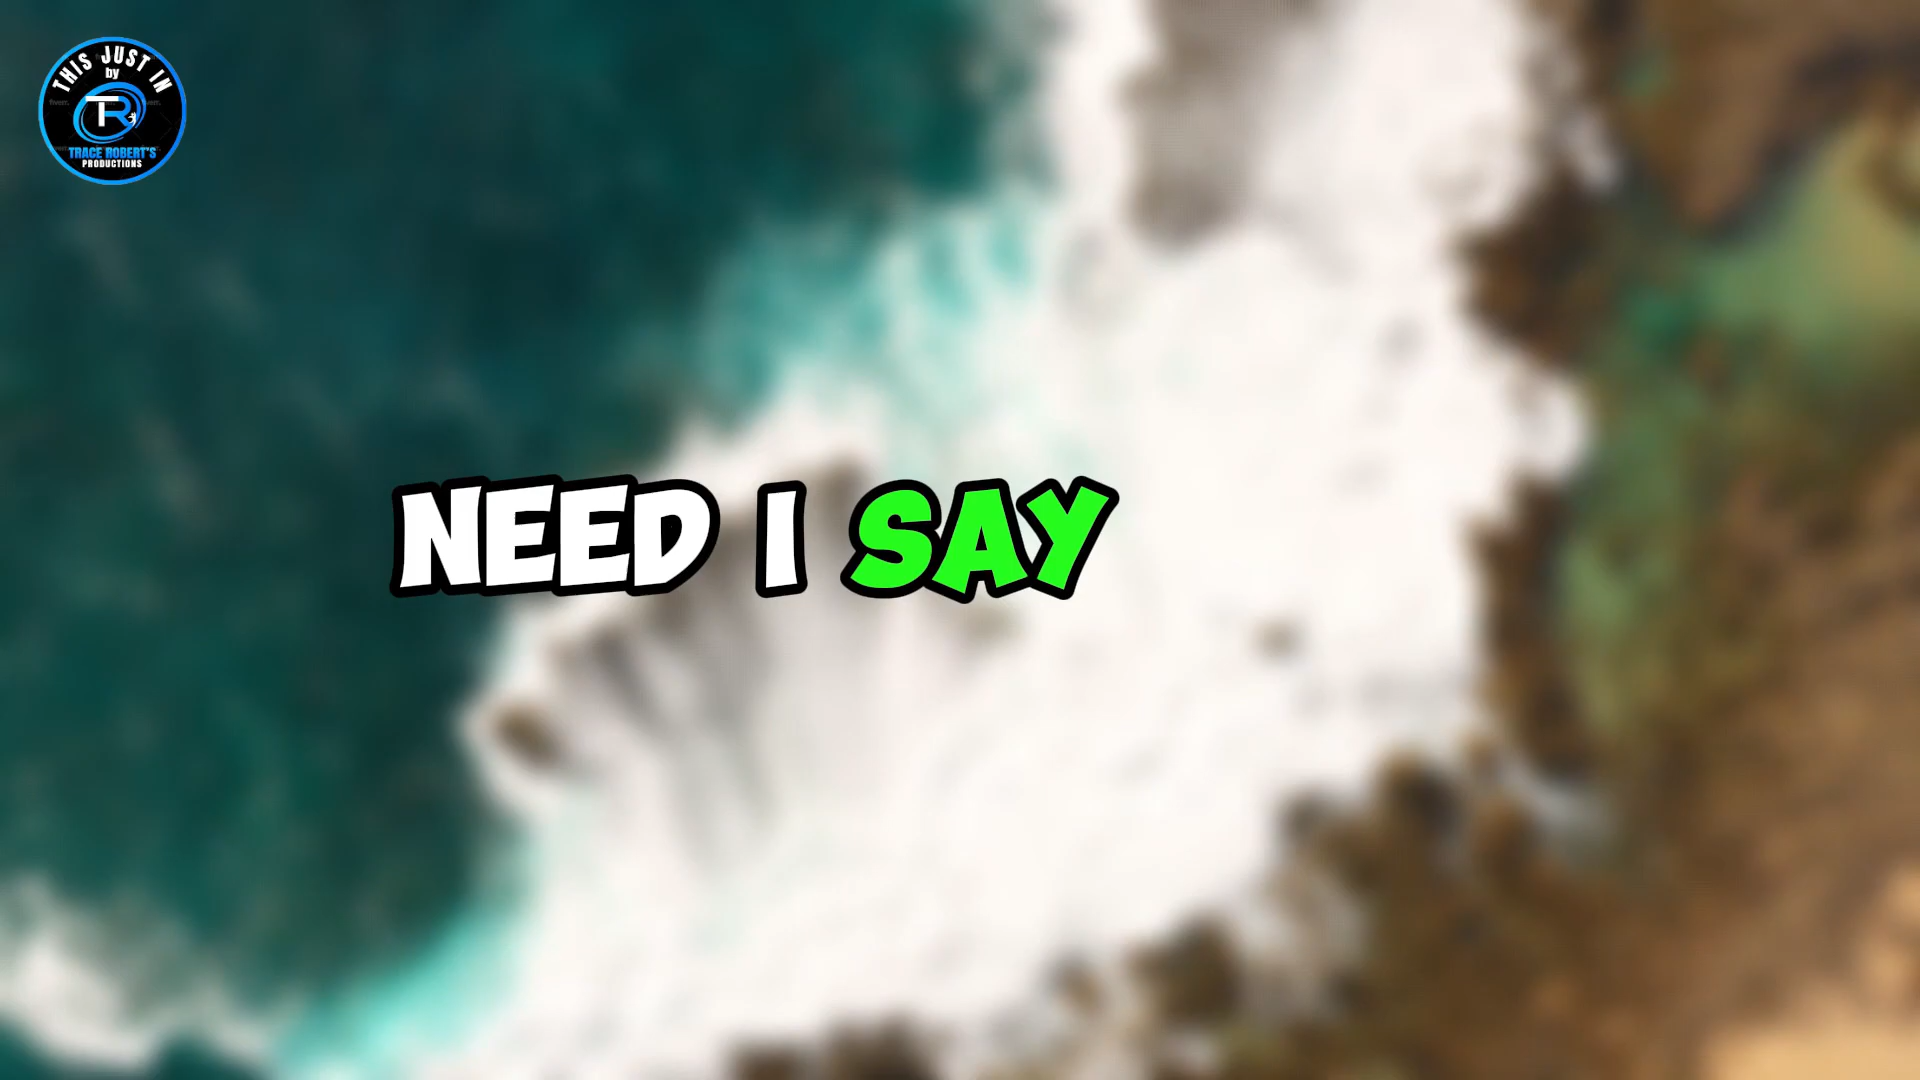 THIS JUST IN
by
TR
TRACE ROBERT'S
PRODUCTIONS
NEED I SAY